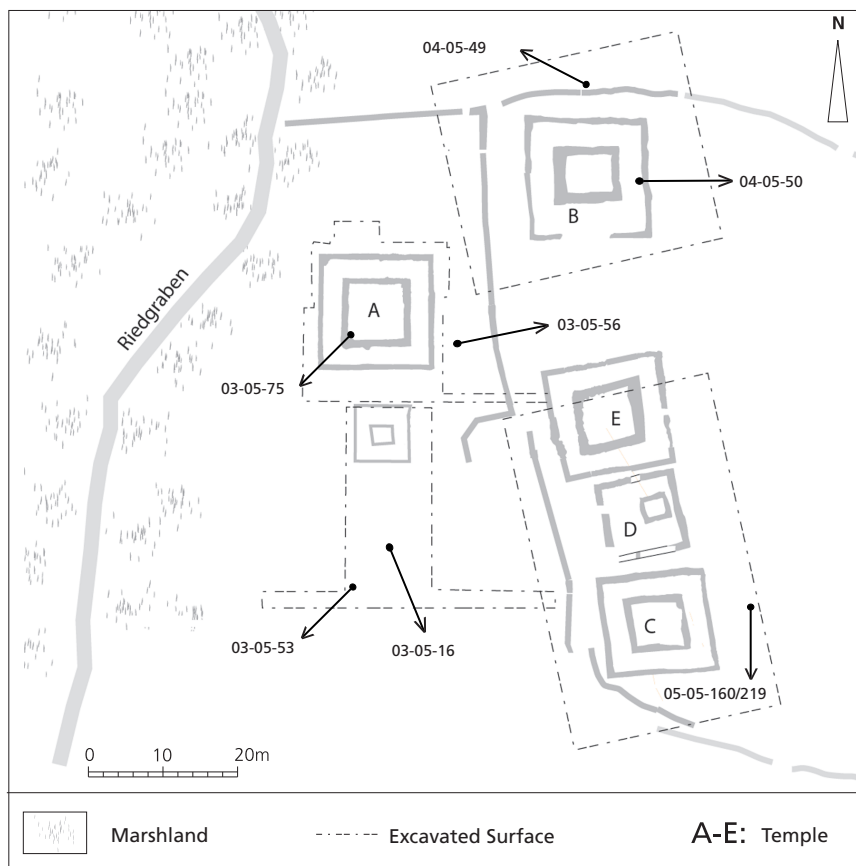 04-05-49
N
04-05-50
B
Riedgraben
A
03-05-56
03-05-75
E
D
C
03-05-53
03-05-16
05-05-160/219
0 10 20m
Marshland
Excavated Surface
A-E: Temple